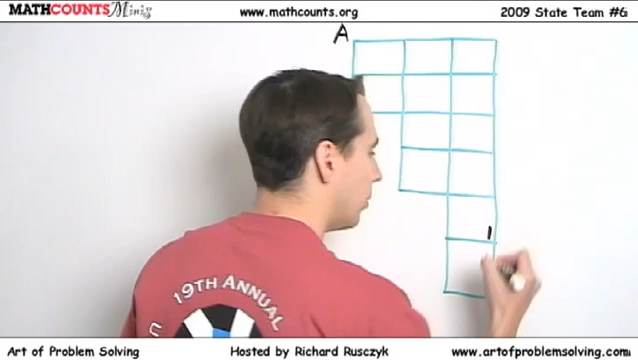 MATHCOUNTS Minis
www.mathcounts.org
2009 State Team #6
A
1
19TH ANNUAL
Art of Problem Solving
Hosted by Richard Rusczyk
www.artofproblemsolving.com